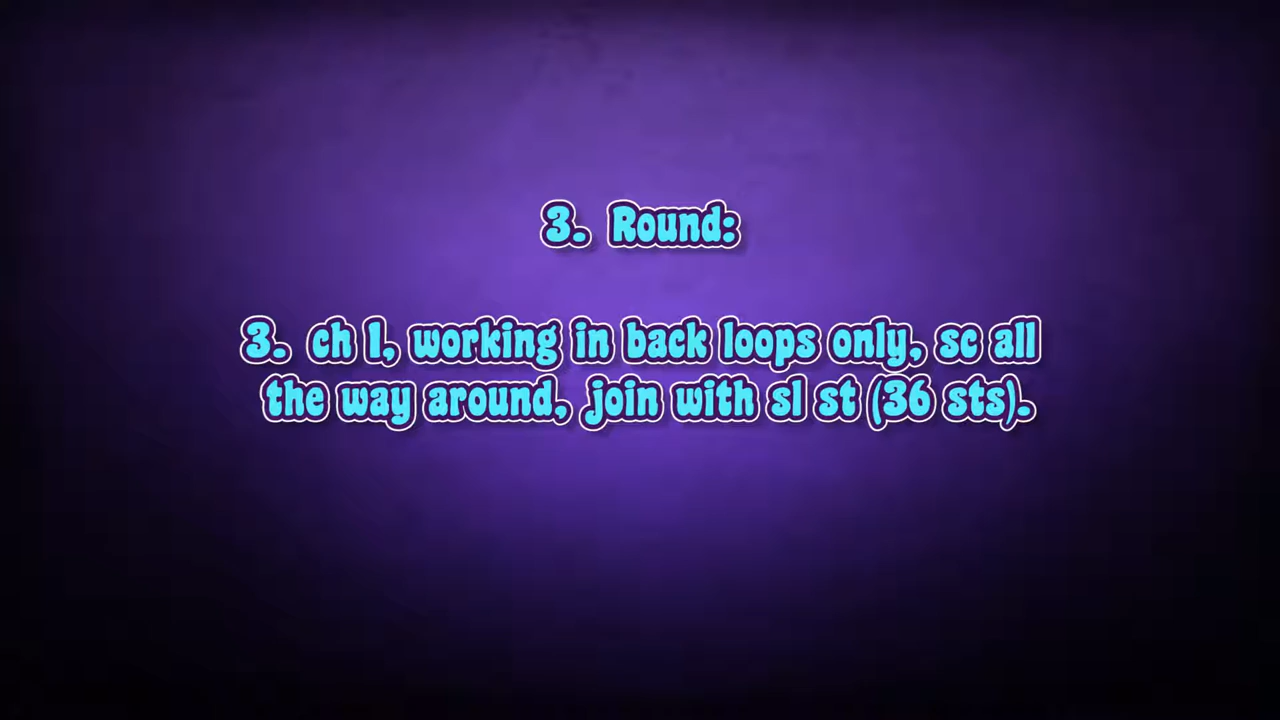 3. Round:
3. ch 1, working in back loops only, sc all
the way around, join with sl st (36 sts).